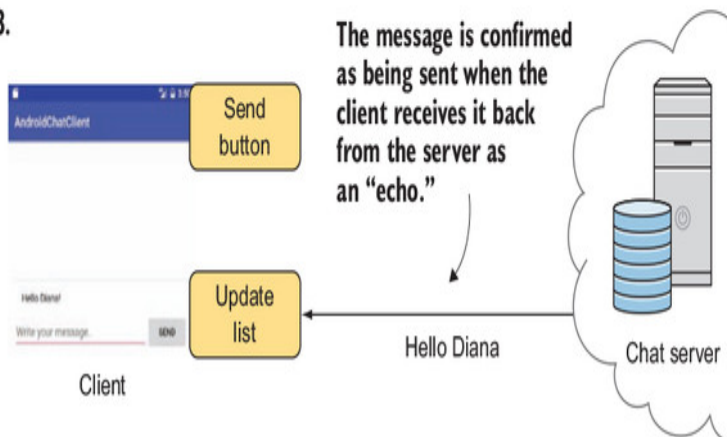 3.
The message is confirmed
as being sent when the
client receives it back
from the server as
an “echo.”
AndroidChatClient
Send
button
Hello Diana!
Write your message.
SEND
Update
list
Hello Diana
Chat server
Client